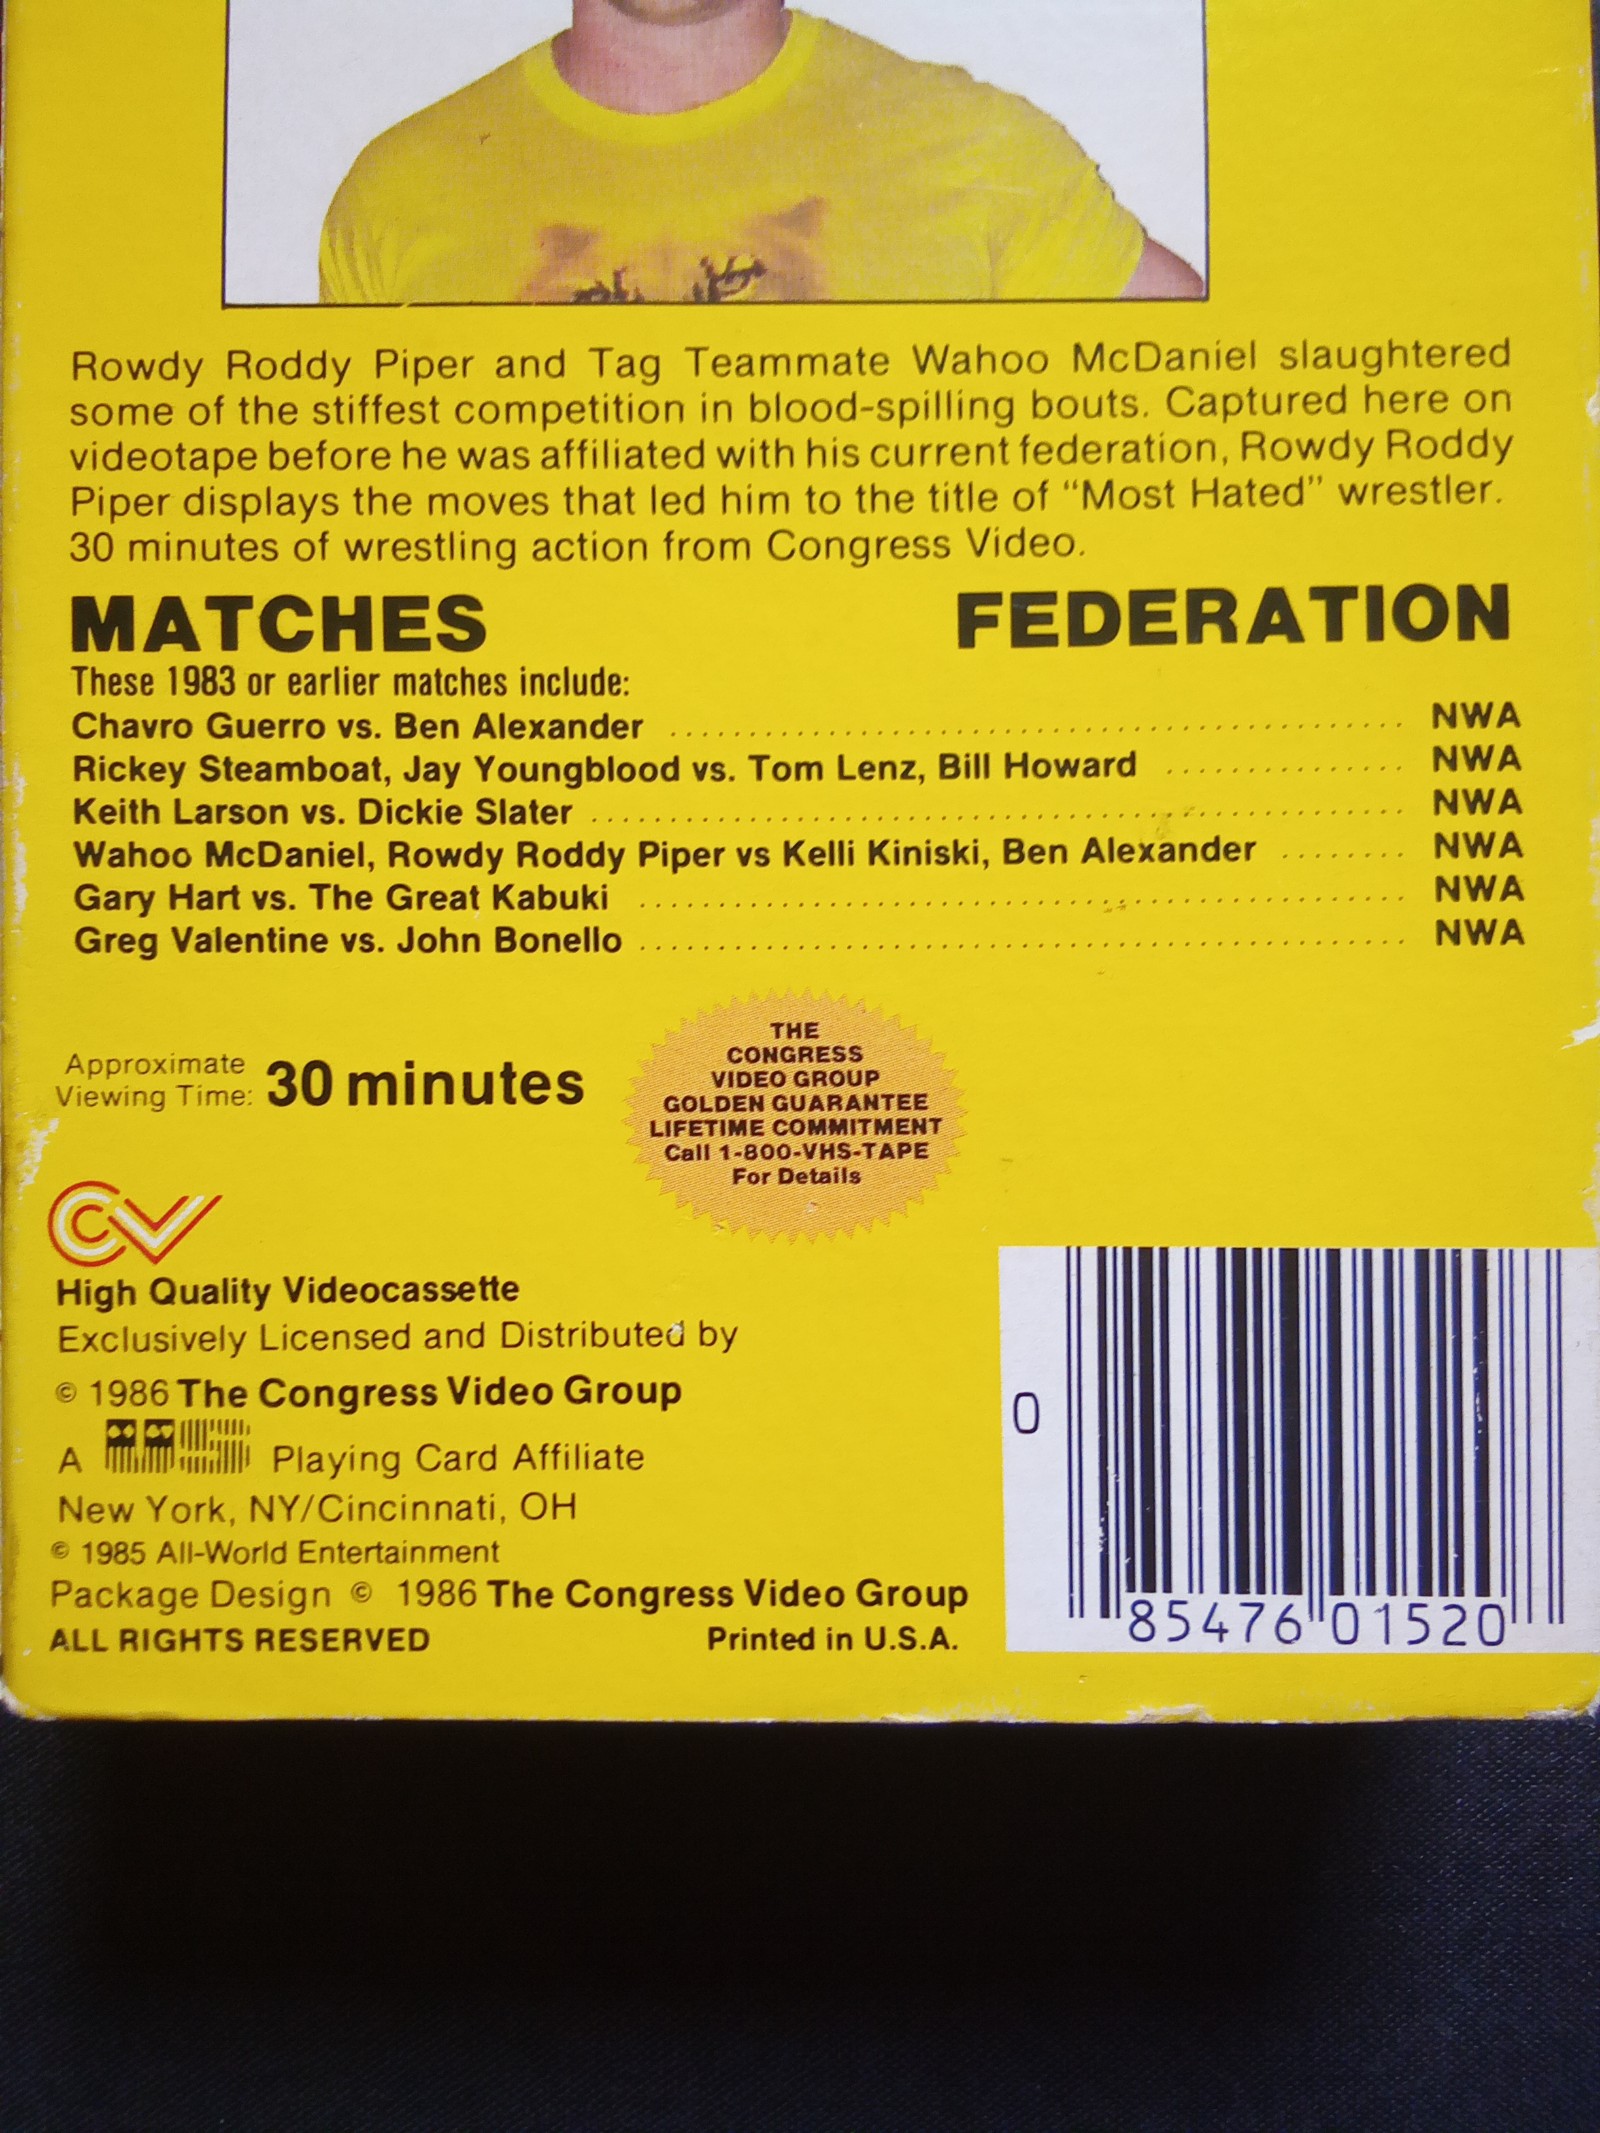 Rowdy Roddy Piper and Tag Teammate Wahoo McDaniel slaughtered
some of the stiffest competition in blood-spilling bouts. Captured here on
videotape before he was affiliated with his current federation, Rowdy Roddy
Piper displays the moves that led him to the title of “Most Hated” wrestler.
30 minutes of wrestling action from Congress Video.
MATCHES FEDERATION
These 1983 or earlier matches include:
Chavro Guerro vs. Ben Alexander ........................................ NWA
Rickey Steamboat, Jay Youngblood vs. Tom Lenz, Bill Howard ............... NWA
Keith Larson vs. Dickie Slater ........................................ NWA
Wahoo McDaniel, Rowdy Roddy Piper vs Kelli Kiniski, Ben Alexander ........ NWA
Gary Hart vs. The Great Kabuki ........................................ NWA
Greg Valentine vs. John Bonello ........................................ NWA
THE
CONGRESS
VIDEO GROUP
GOLDEN GUARANTEE
LIFETIME COMMITMENT
Call 1-800-VHS-TAPE
For Details
Approximate
Viewing Time: 30 minutes
CV
High Quality Videocassette
Exclusively Licensed and Distributed by
© 1986 The Congress Video Group
A Playing Card Affiliate
New York, NY/Cincinnati, OH
© 1985 All-World Entertainment
Package Design © 1986 The Congress Video Group
ALL RIGHTS RESERVED Printed in U.S.A.
0 85476 01520